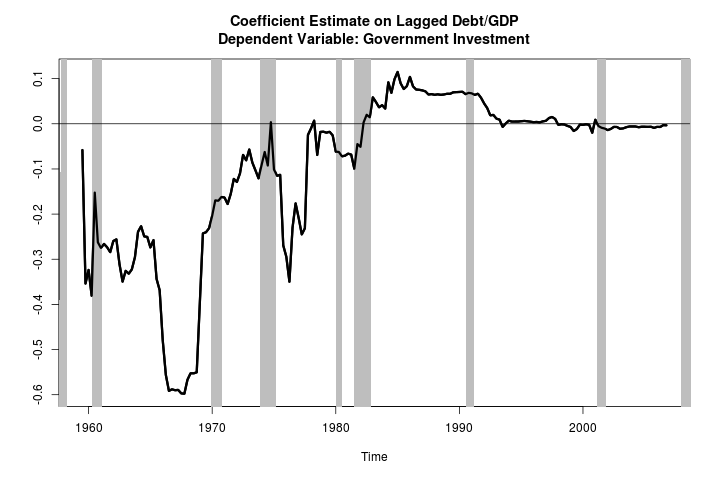 Coefficient Estimate on Lagged Debt/GDP
Dependent Variable: Government Investment
0.1
0.0
-0.1
-0.2
-0.3
-0.4
-0.5
-0.6
1960 1970 1980 1990 2000
Time